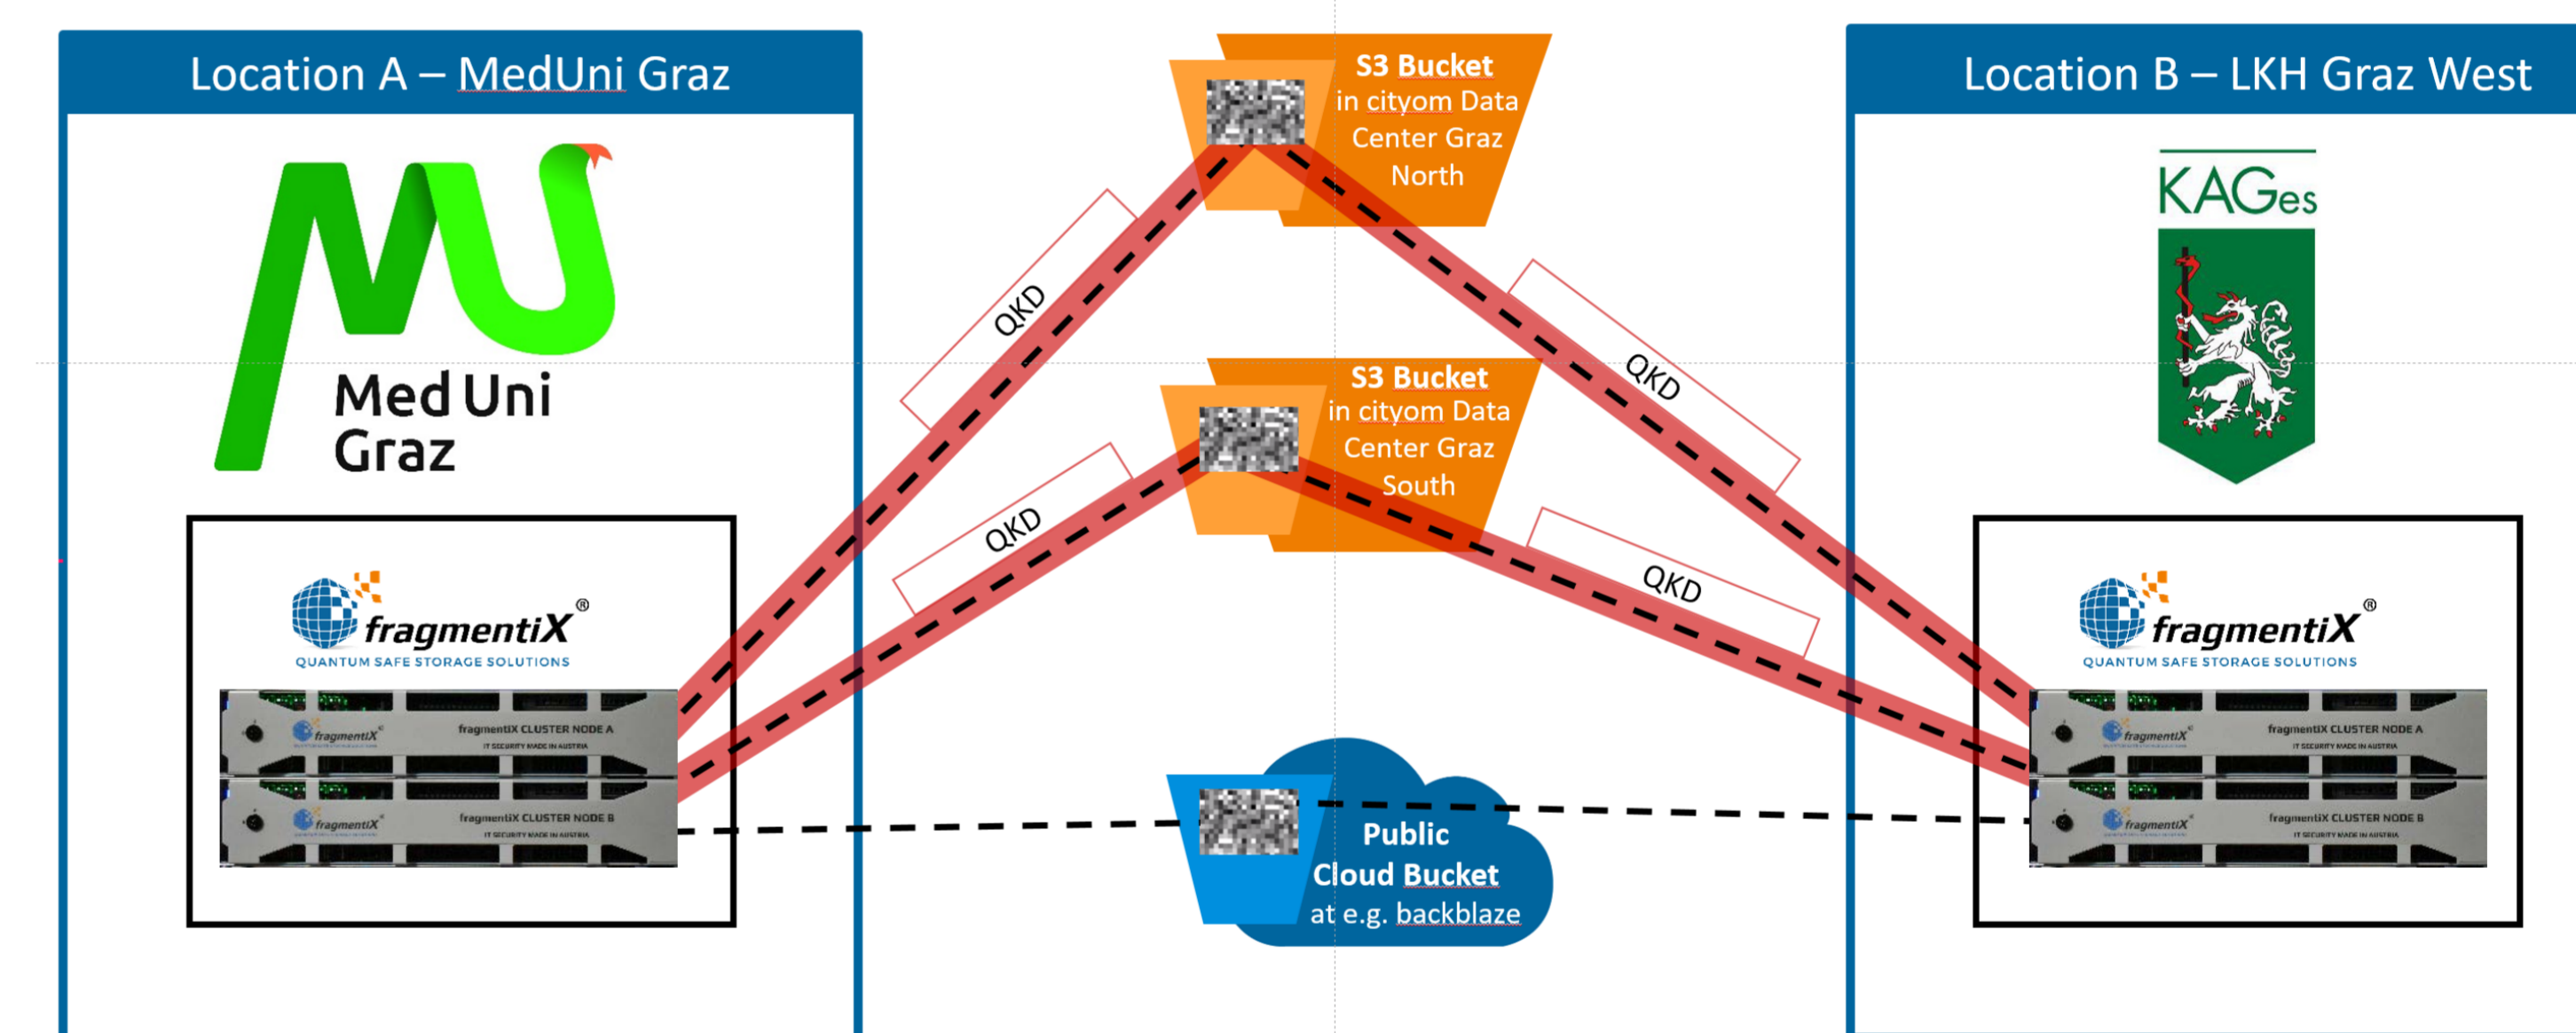 Location A – MedUni Graz
Med Uni
Graz
fragmentiX®
QUANTUM SAFE STORAGE SOLUTIONS
fragmentiX
fragmentiX CLUSTER NODE A
IT SECURITY MADE IN AUSTRIA
fragmentiX
fragmentiX CLUSTER NODE B
IT SECURITY MADE IN AUSTRIA
QKD
QKD
S3 Bucket
in cityom Data
Center Graz
North
S3 Bucket
in cityom Data
Center Graz
South
Public
Cloud Bucket
at e.g. backblaze
QKD
QKD
Location B – LKH Graz West
KAGes
fragmentiX®
QUANTUM SAFE STORAGE SOLUTIONS
fragmentiX
fragmentiX CLUSTER NODE A
IT SECURITY MADE IN AUSTRIA
fragmentiX
fragmentiX CLUSTER NODE B
IT SECURITY MADE IN AUSTRIA